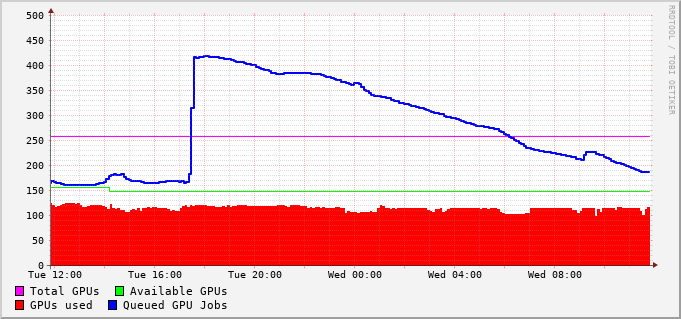 500
450
400
350
300
250
200
150
100
50
0
Tue 12:00 Tue 16:00 Tue 20:00 Wed 00:00 Wed 04:00 Wed 08:00
Total GPUs Available GPUs
GPUs used Queued GPU Jobs
RRDTOOL / TOBI OETIKER